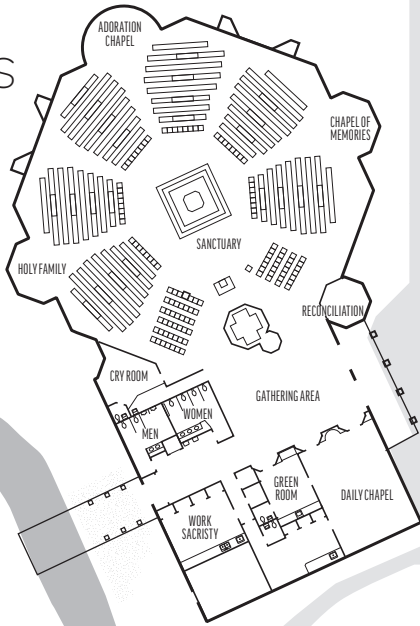 S
ADORATION
CHAPEL
CHAPEL OF
MEMORIES
SANCTUARY
HOLY FAMILY
RECONCILIATION
CRY ROOM
GATHERING AREA
WOMEN
MEN
GREEN
ROOM
DAILY CHAPEL
WORK
SACRISTY